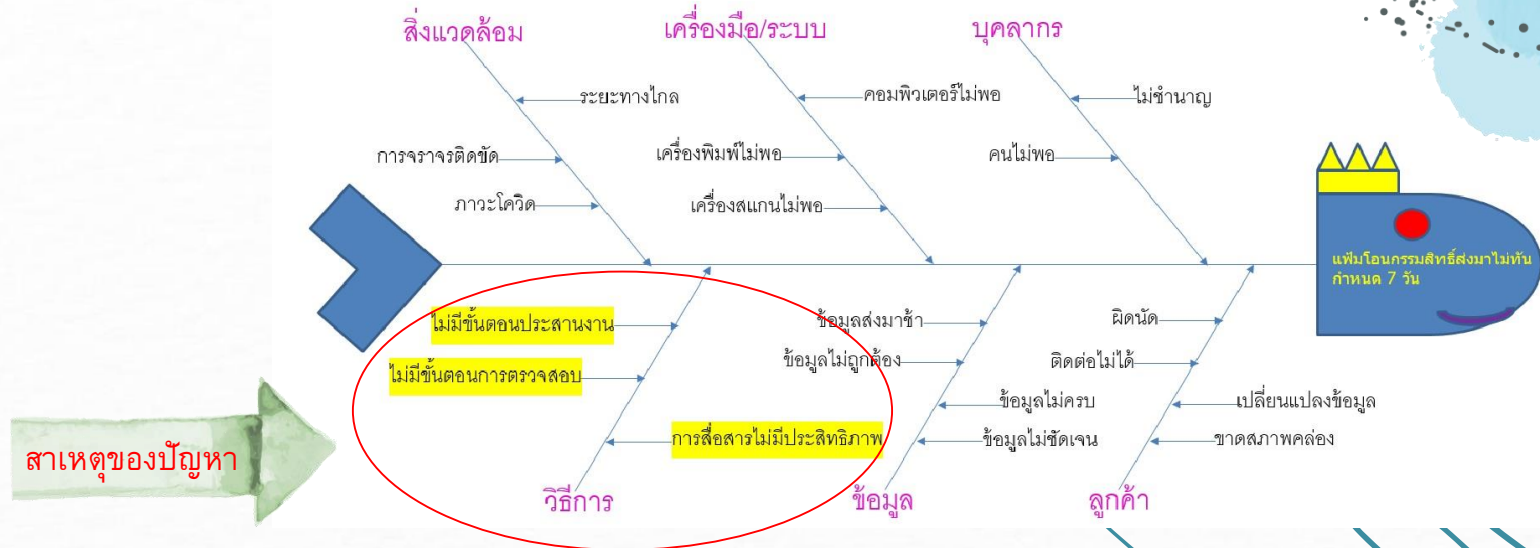 สิ่งแวดล้อม
เครื่องมือ/ระบบ
บุคลากร
ระยะทางไกล
คอมพิวเตอร์ไม่พอ
ไม่ชำนาญ
การจราจรติดขัด
เครื่องพิมพ์ไม่พอ
คนไม่พอ
ภาวะโควิด
เครื่องสแกนไม่พอ
แฟ้มโอนกรรมสิทธิ์ส่งมาไม่ทัน
กำหนด 7 วัน
ไม่มีขั้นตอนประสานงาน
ข้อมูลส่งมาช้า
ผิดนัด
ไม่มีขั้นตอนการตรวจสอบ
ข้อมูลไม่ถูกต้อง
ติดต่อไม่ได้
ข้อมูลไม่ครบ
เปลี่ยนแปลงข้อมูล
การสื่อสารไม่มีประสิทธิภาพ
ข้อมูลไม่ชัดเจน
ขาดสภาพคล่อง
สาเหตุของปัญหา
วิธีการ
ข้อมูล
ลูกค้า